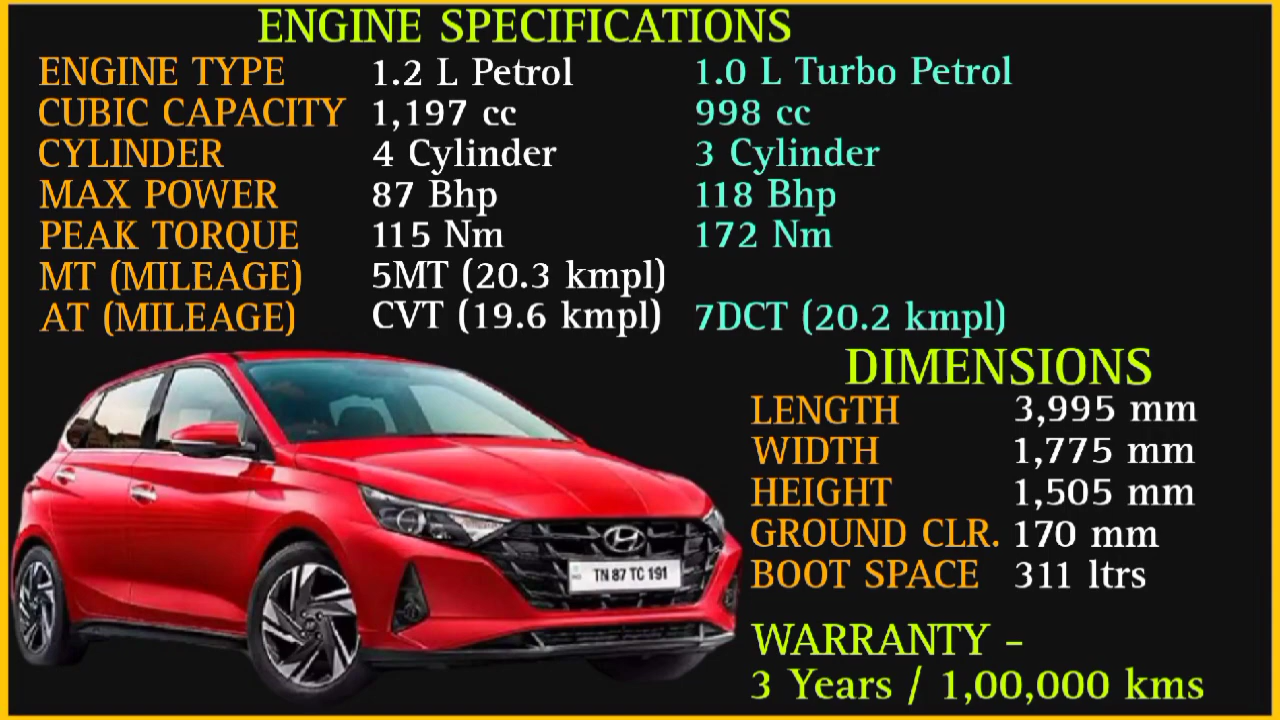 ENGINE SPECIFICATIONS
ENGINE TYPE 1.2 L Petrol 1.0 L Turbo Petrol
CUBIC CAPACITY 1,197 cc 998 cc
CYLINDER 4 Cylinder 3 Cylinder
MAX POWER 87 Bhp 118 Bhp
PEAK TORQUE 115 Nm 172 Nm
MT (MILEAGE) 5MT (20.3 kmpl)
AT (MILEAGE) CVT (19.6 kmpl) 7DCT (20.2 kmpl)
DIMENSIONS
LENGTH 3,995 mm
WIDTH 1,775 mm
HEIGHT 1,505 mm
GROUND CLR. 170 mm
BOOT SPACE 311 ltrs
TN 87 TC 191
WARRANTY -
3 Years / 1,00,000 kms